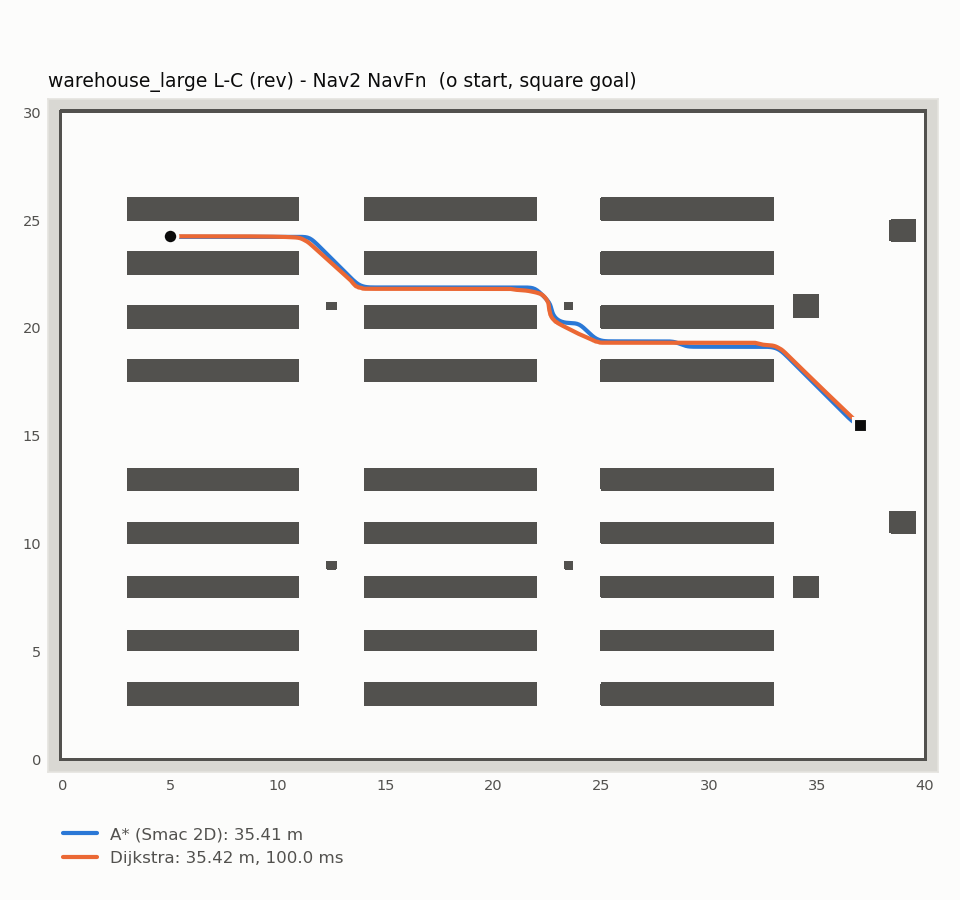 warehouse_large L-C (rev) - Nav2 NavFn  (o start, square goal)
30
25
20
15
10
5
0
0 5 10 15 20 25 30 35 40
A* (Smac 2D): 35.41 m
Dijkstra: 35.42 m, 100.0 ms